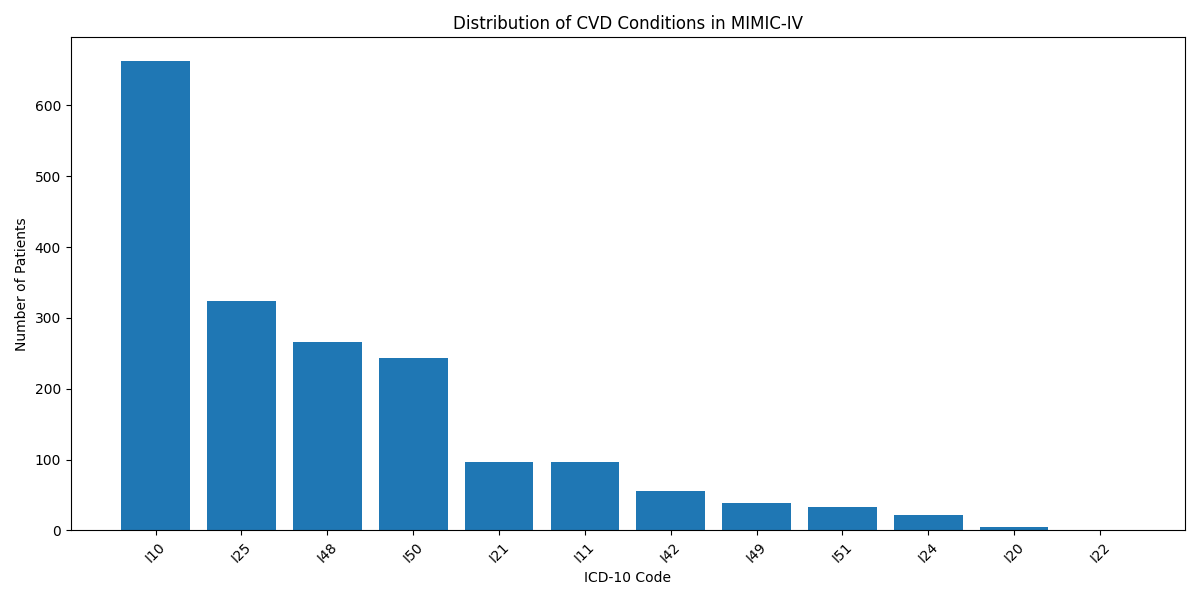 Distribution of CVD Conditions in MIMIC-IV
Number of Patients
600
500
400
300
200
100
0
I10
I25
I48
I50
I21
I11
I42
I49
I51
I24
I20
I22
ICD-10 Code